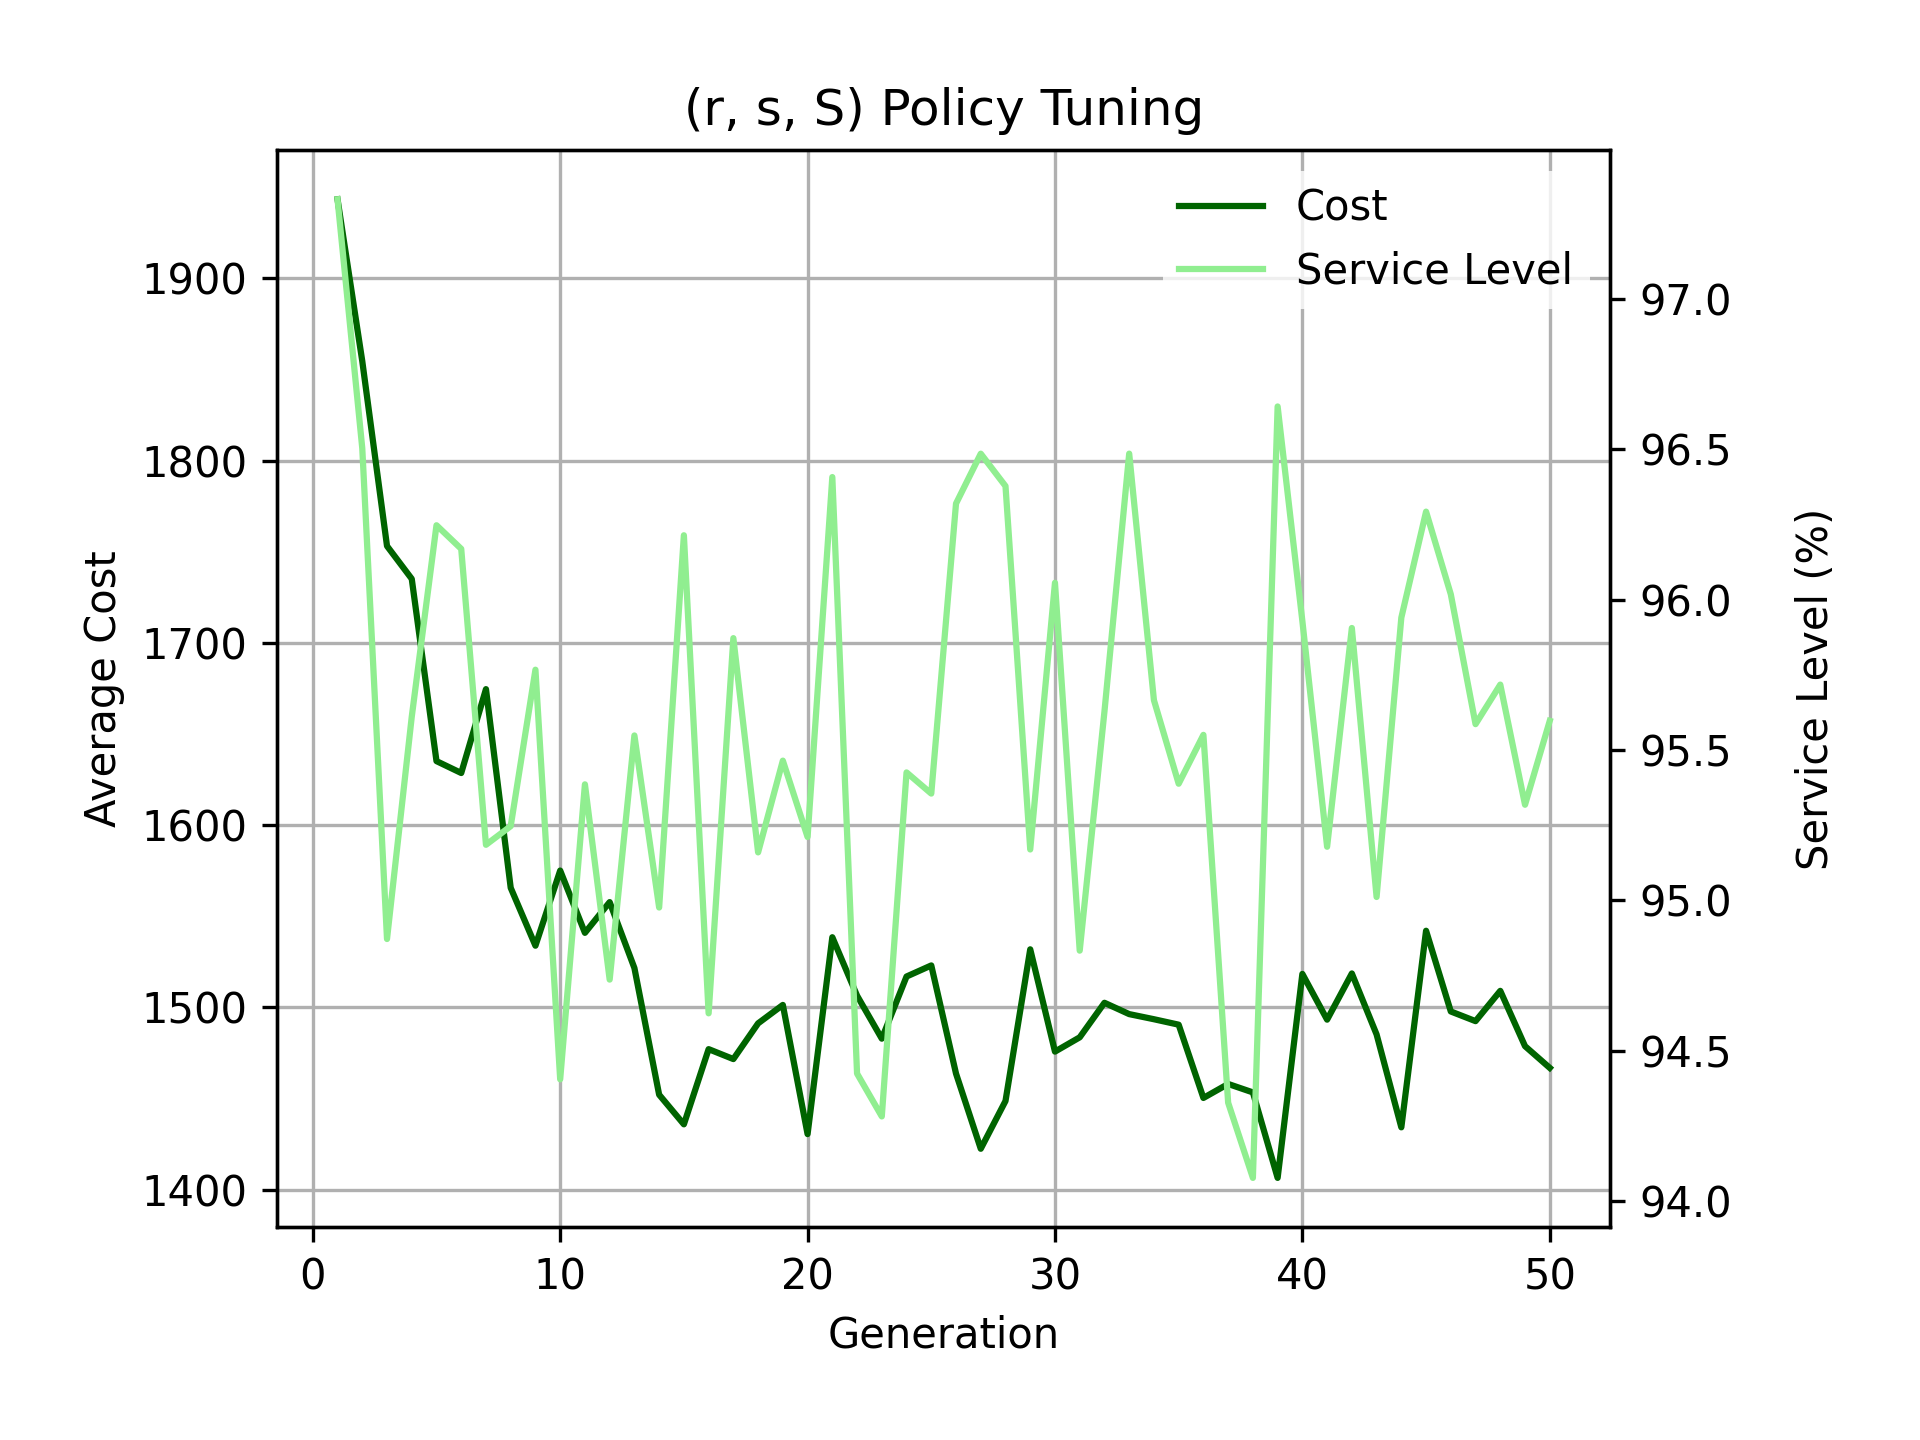 (r, s, S) Policy Tuning
Cost
Service Level
Average Cost
1900
1800
1700
1600
1500
1400
97.0
96.5
96.0
95.5
95.0
94.5
94.0
Service Level (%)
0 10 20 30 40 50
Generation